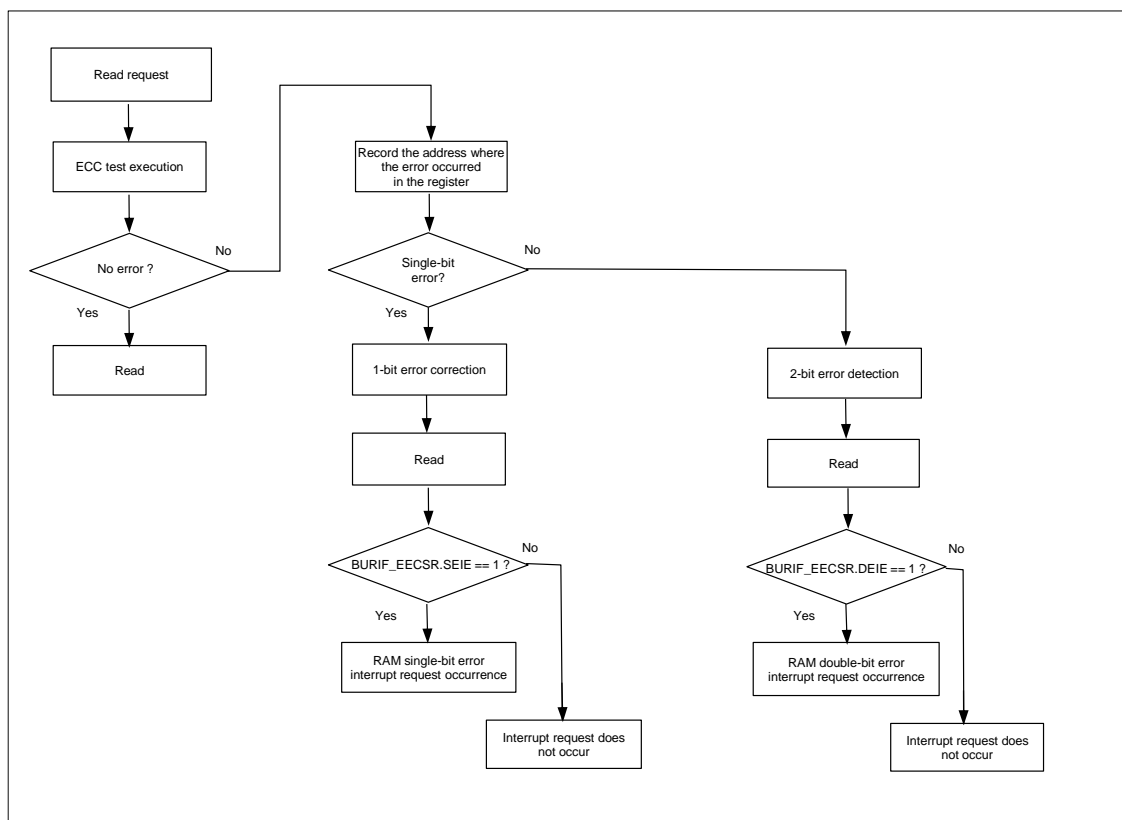 Read request
ECC test execution
No error ?
No
Yes
Read
Record the address where
the error occurred
in the register
Single-bit
error?
No
Yes
1-bit error correction
Read
BURIF_EECSR.SEIE == 1 ?
No
Yes
RAM single-bit error
interrupt request occurrence
Interrupt request does
not occur
2-bit error detection
Read
BURIF_EECSR.DEIE == 1 ?
No
Yes
RAM double-bit error
interrupt request occurrence
Interrupt request does
not occur